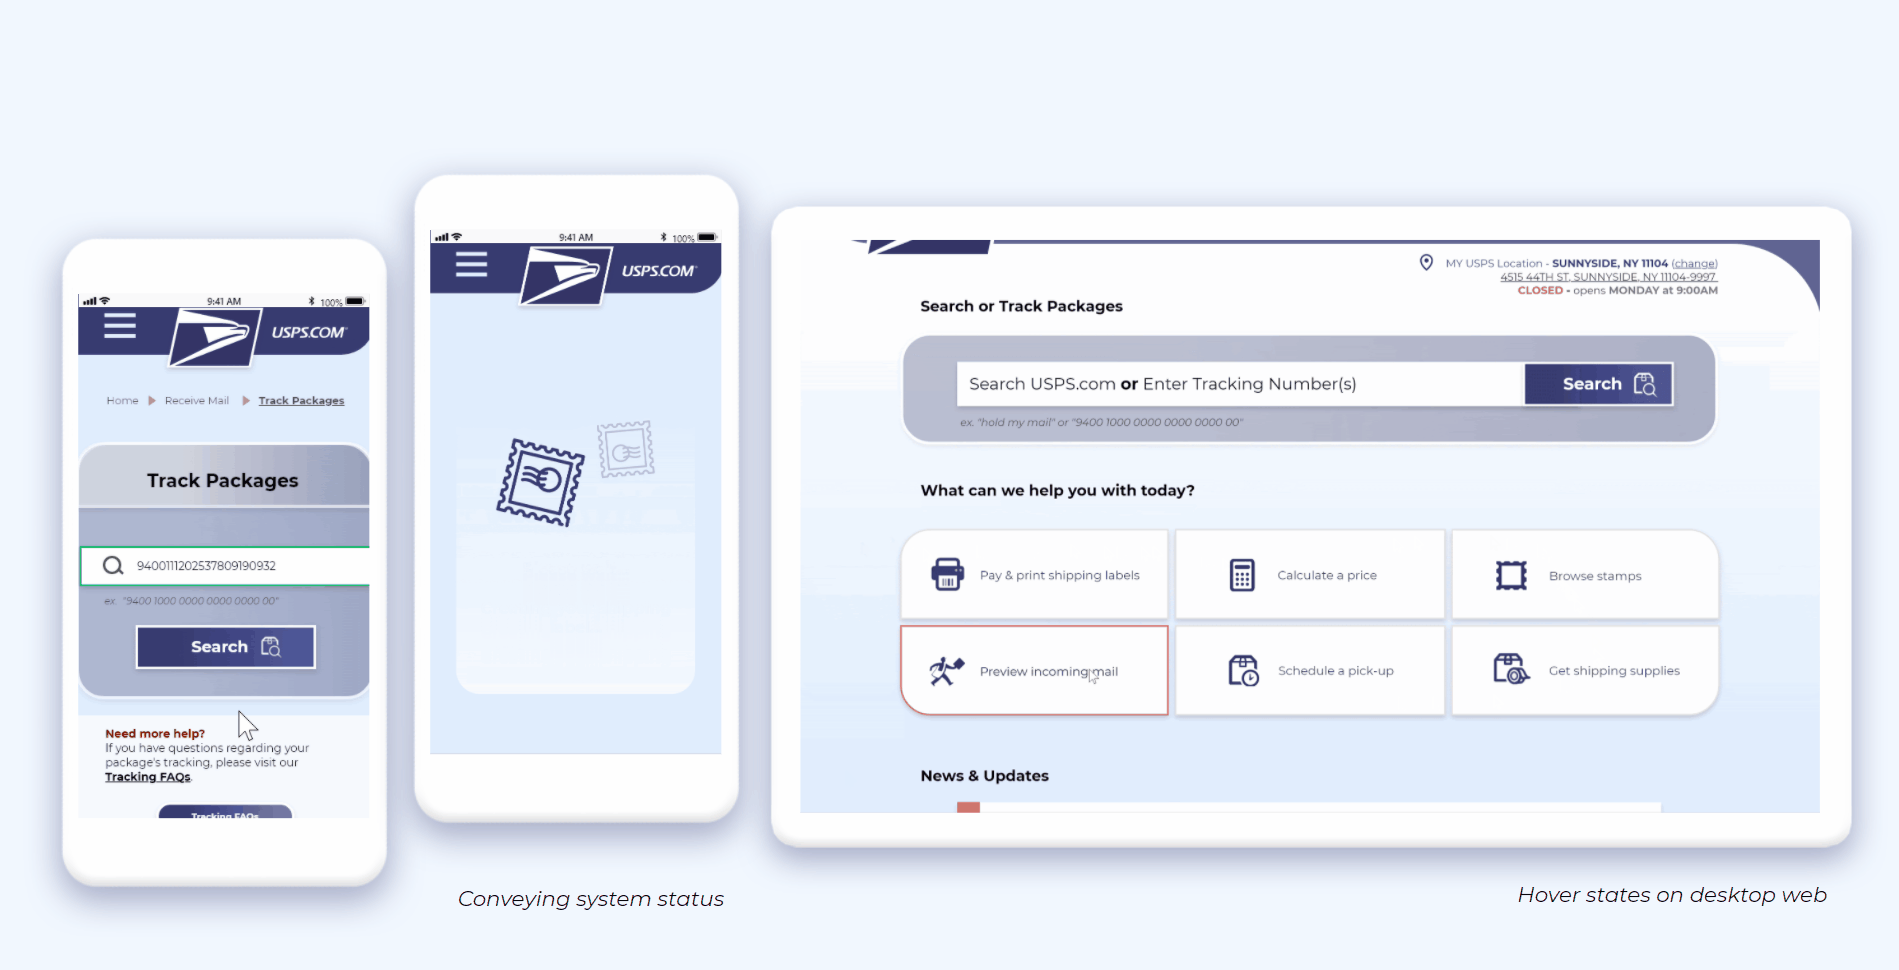 9:41 AM
100%
USPS.COM
Home
Receive Mail
Track Packages
Track Packages
9400111202537809190932
ex. "9400 1000 0000 0000 0000 00"
Search
Need more help?
If you have questions regarding your
package's tracking, please visit our
Tracking FAQs.
Tracking FAQs
9:41 AM
100%
USPS.COM
Conveying system status
MY USPS Location - SUNNYSIDE, NY 11104 (change)
4515 44TH ST, SUNNYSIDE, NY 11104-9997
CLOSED - opens MONDAY at 9:00AM
Search or Track Packages
Search USPS.com or Enter Tracking Number(s)
Search
ex. "hold my mail" or "9400 1000 0000 0000 0000 00"
What can we help you with today?
Pay & print shipping labels
Calculate a price
Browse stamps
Preview incoming mail
Schedule a pick-up
Get shipping supplies
News & Updates
Hover states on desktop web